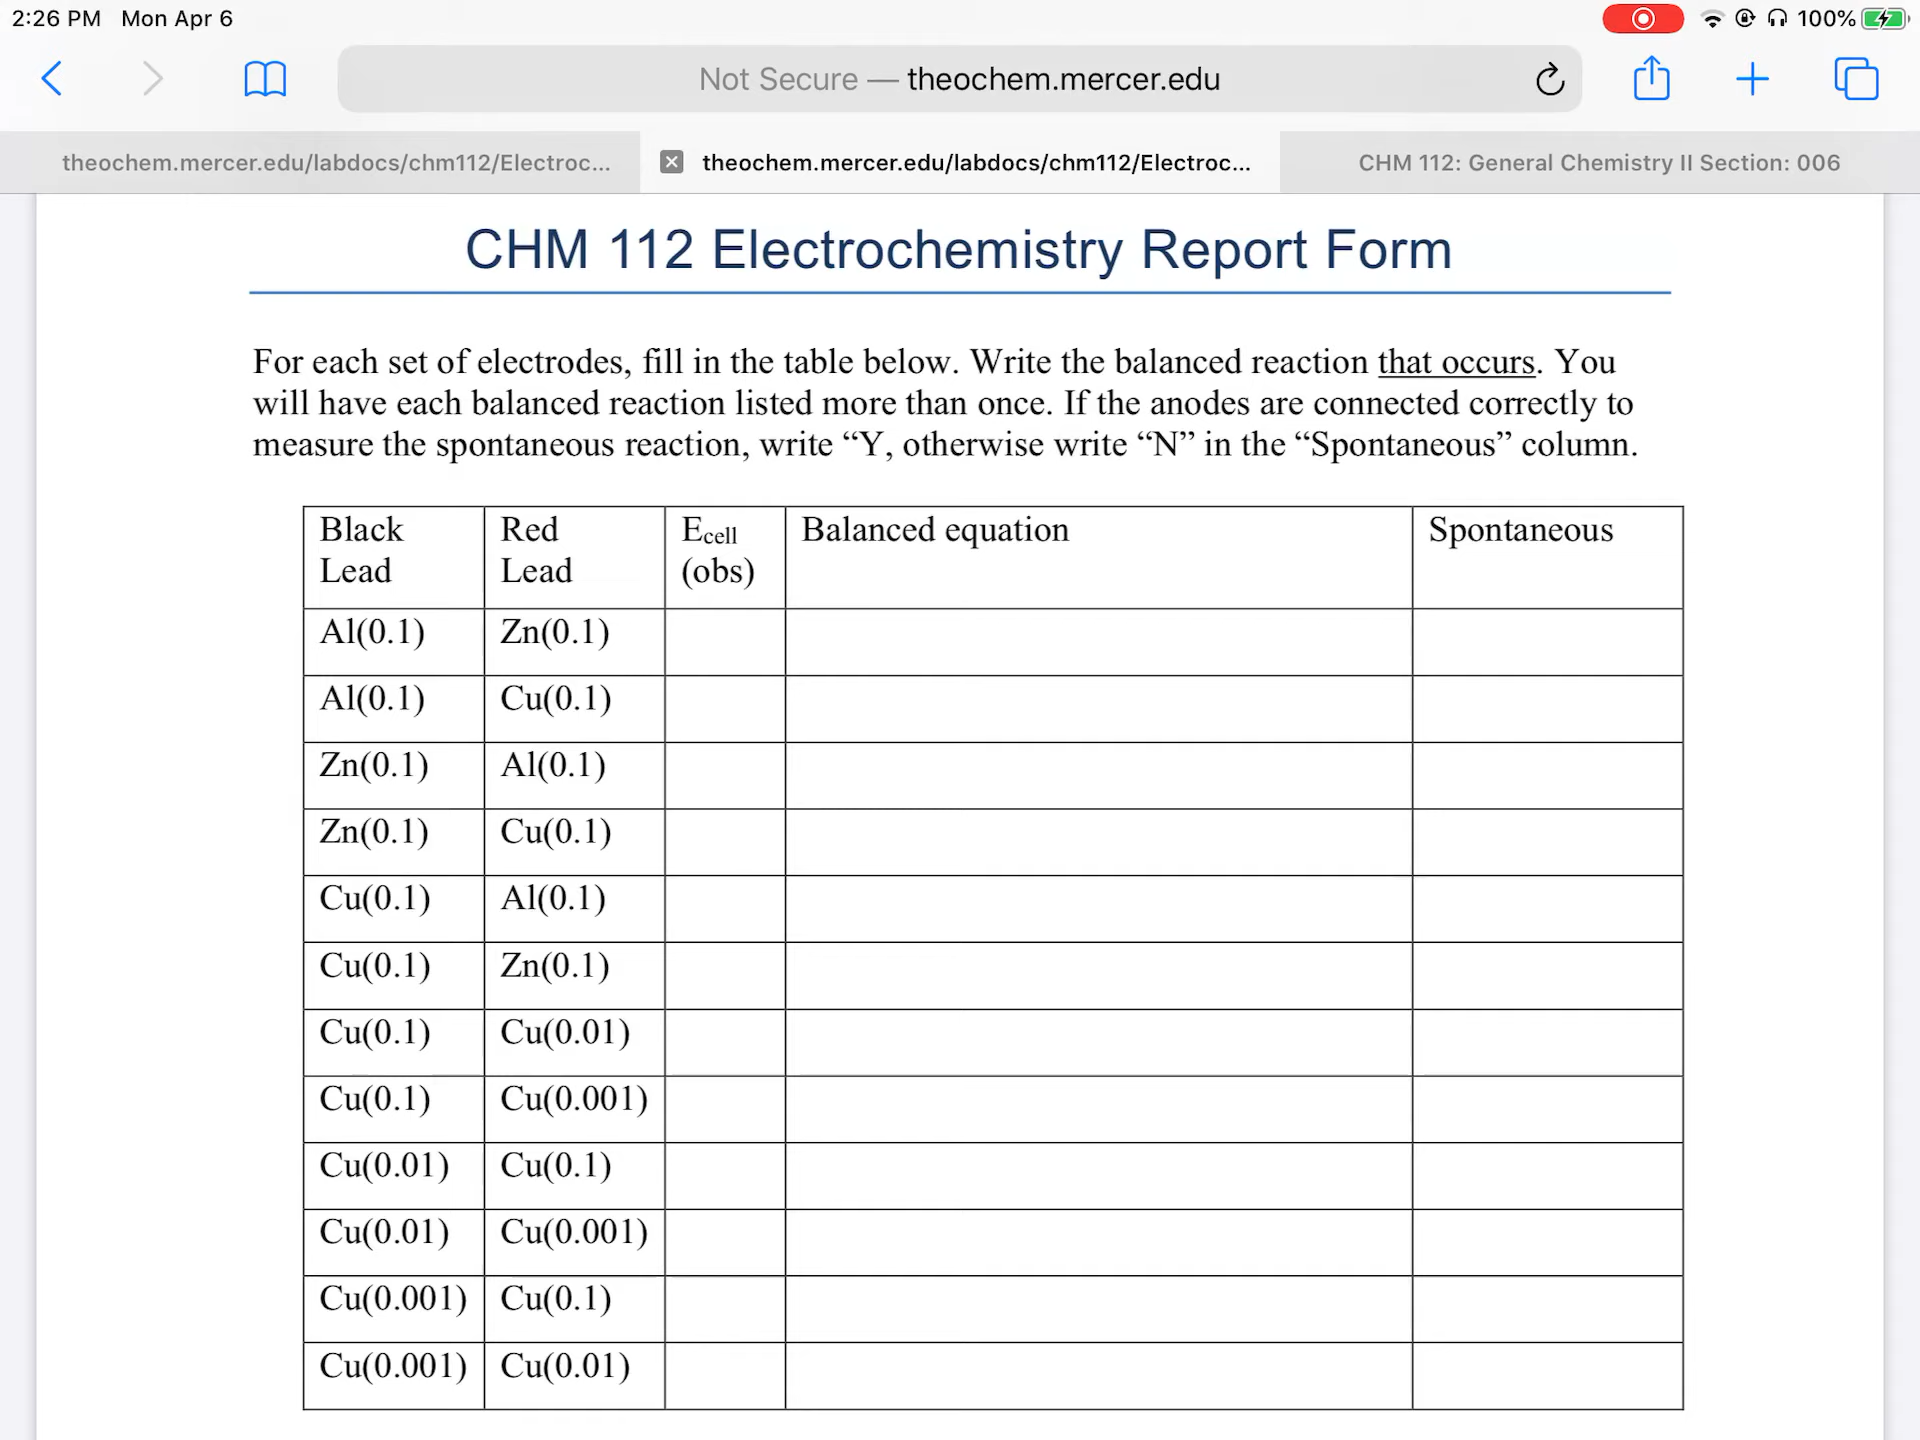 2:26 PM Mon Apr 6
100%
Not Secure — theochem.mercer.edu
theochem.mercer.edu/labdocs/chm112/Electroc...
theochem.mercer.edu/labdocs/chm112/Electroc...
CHM 112: General Chemistry II Section: 006
CHM 112 Electrochemistry Report Form
For each set of electrodes, fill in the table below. Write the balanced reaction that occurs. You
will have each balanced reaction listed more than once. If the anodes are connected correctly to
measure the spontaneous reaction, write “Y, otherwise write “N” in the “Spontaneous” column.
Black Lead Red Lead Ecell (obs) Balanced equation Spontaneous
Al(0.1) Zn(0.1)
Al(0.1) Cu(0.1)
Zn(0.1) Al(0.1)
Zn(0.1) Cu(0.1)
Cu(0.1) Al(0.1)
Cu(0.1) Zn(0.1)
Cu(0.1) Cu(0.01)
Cu(0.1) Cu(0.001)
Cu(0.01) Cu(0.1)
Cu(0.01) Cu(0.001)
Cu(0.001) Cu(0.1)
Cu(0.001) Cu(0.01)